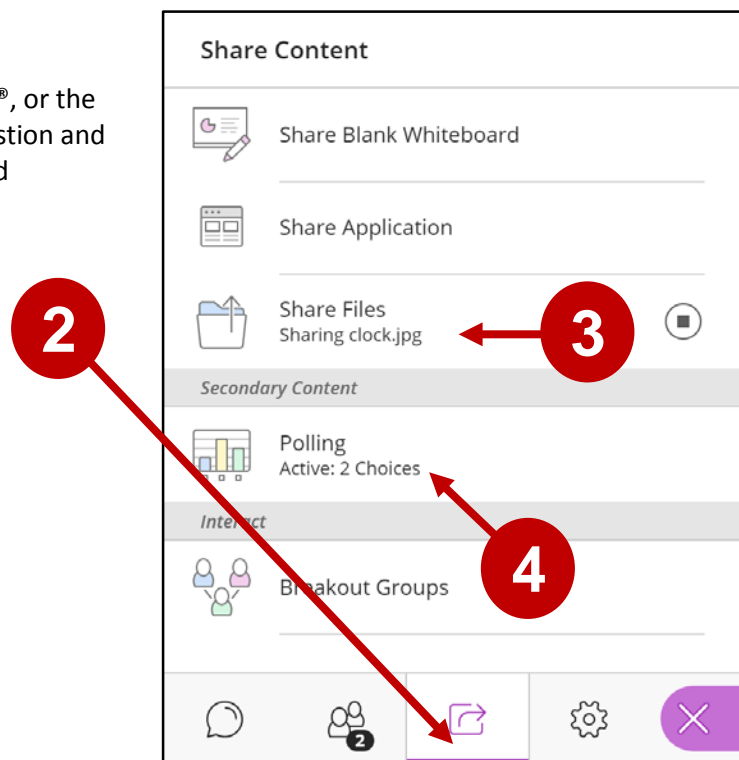 Share Content
®, or the
stion and
d
Share Blank Whiteboard
Share Application
Share Files
Sharing clock.jpg
3
2
Secondary Content
Polling
Active: 2 Choices
Interact
4
Breakout Groups
2